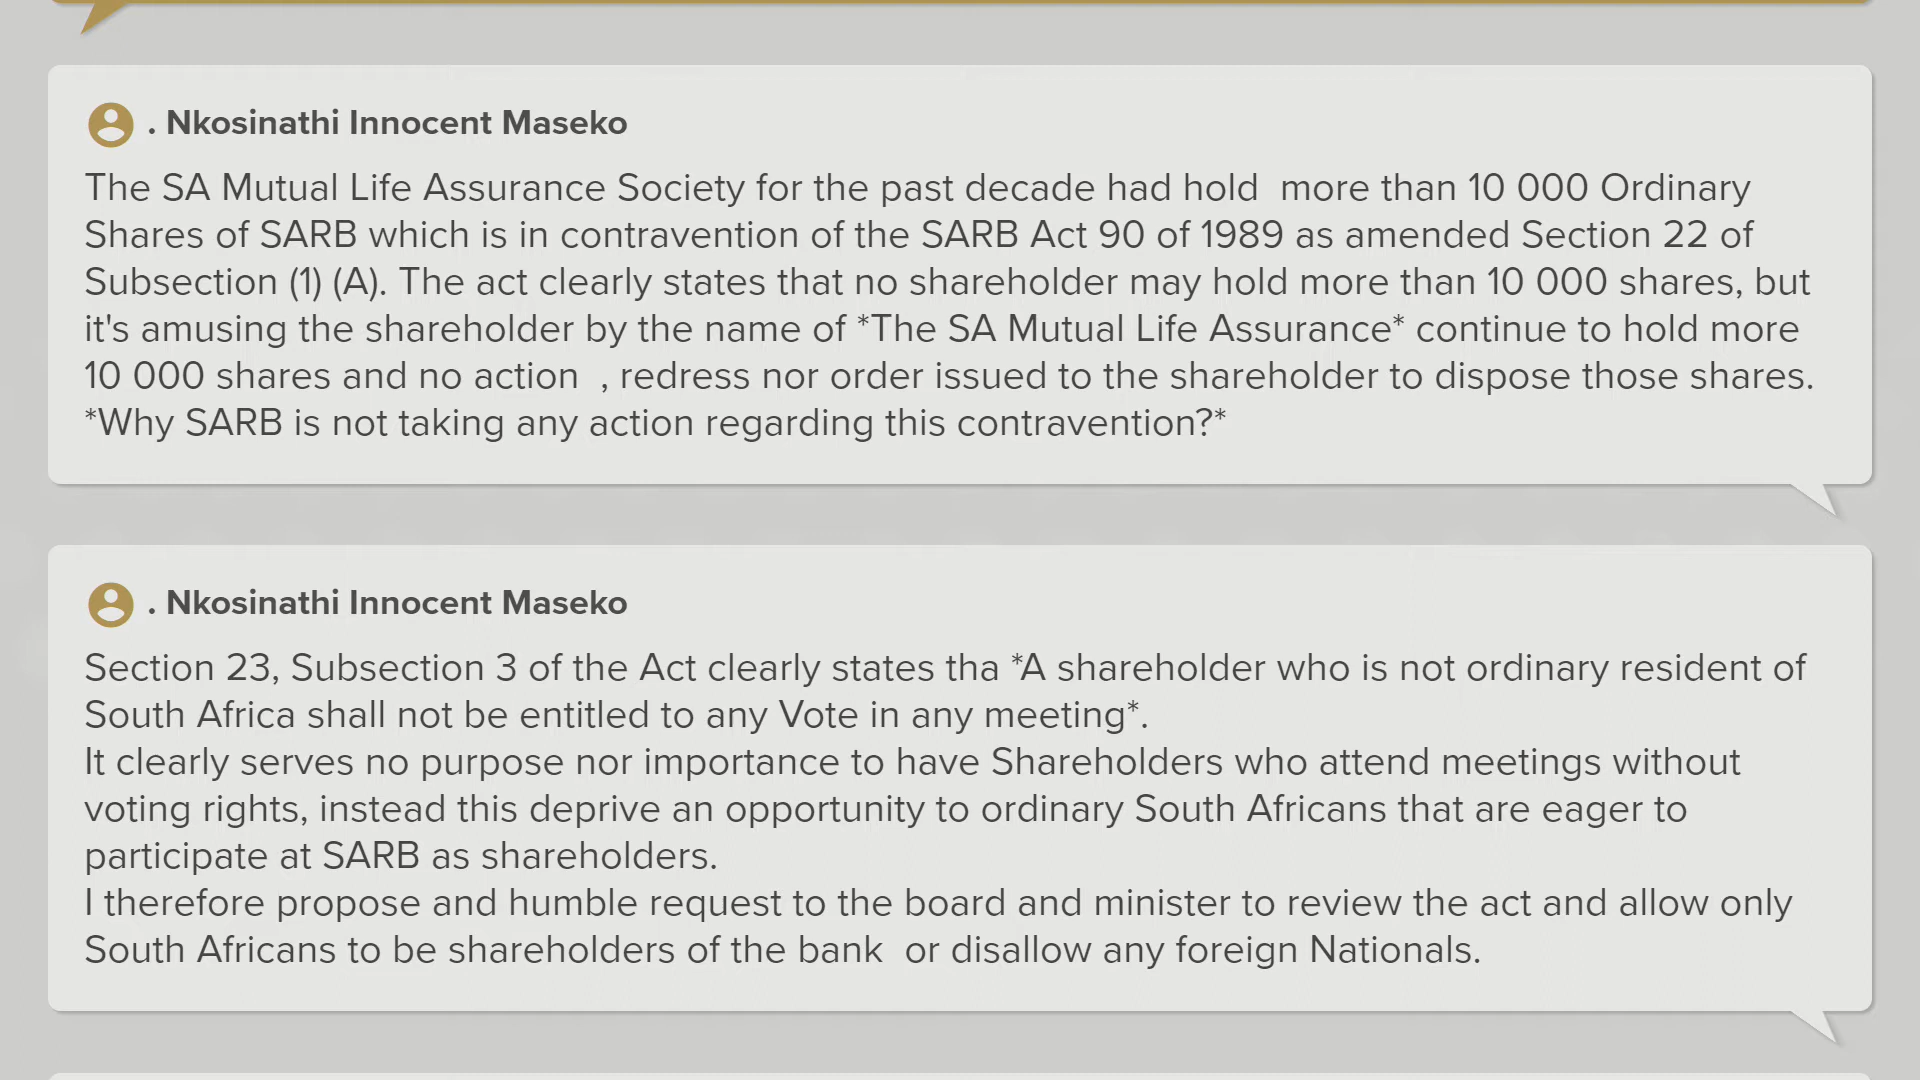 . Nkosinathi Innocent Maseko
The SA Mutual Life Assurance Society for the past decade had hold  more than 10 000 Ordinary
Shares of SARB which is in contravention of the SARB Act 90 of 1989 as amended Section 22 of
Subsection (1) (A). The act clearly states that no shareholder may hold more than 10 000 shares, but
it's amusing the shareholder by the name of *The SA Mutual Life Assurance* continue to hold more
10 000 shares and no action  , redress nor order issued to the shareholder to dispose those shares.
*Why SARB is not taking any action regarding this contravention?*
. Nkosinathi Innocent Maseko
Section 23, Subsection 3 of the Act clearly states tha *A shareholder who is not ordinary resident of
South Africa shall not be entitled to any Vote in any meeting*.
It clearly serves no purpose nor importance to have Shareholders who attend meetings without
voting rights, instead this deprive an opportunity to ordinary South Africans that are eager to
participate at SARB as shareholders.
I therefore propose and humble request to the board and minister to review the act and allow only
South Africans to be shareholders of the bank  or disallow any foreign Nationals.